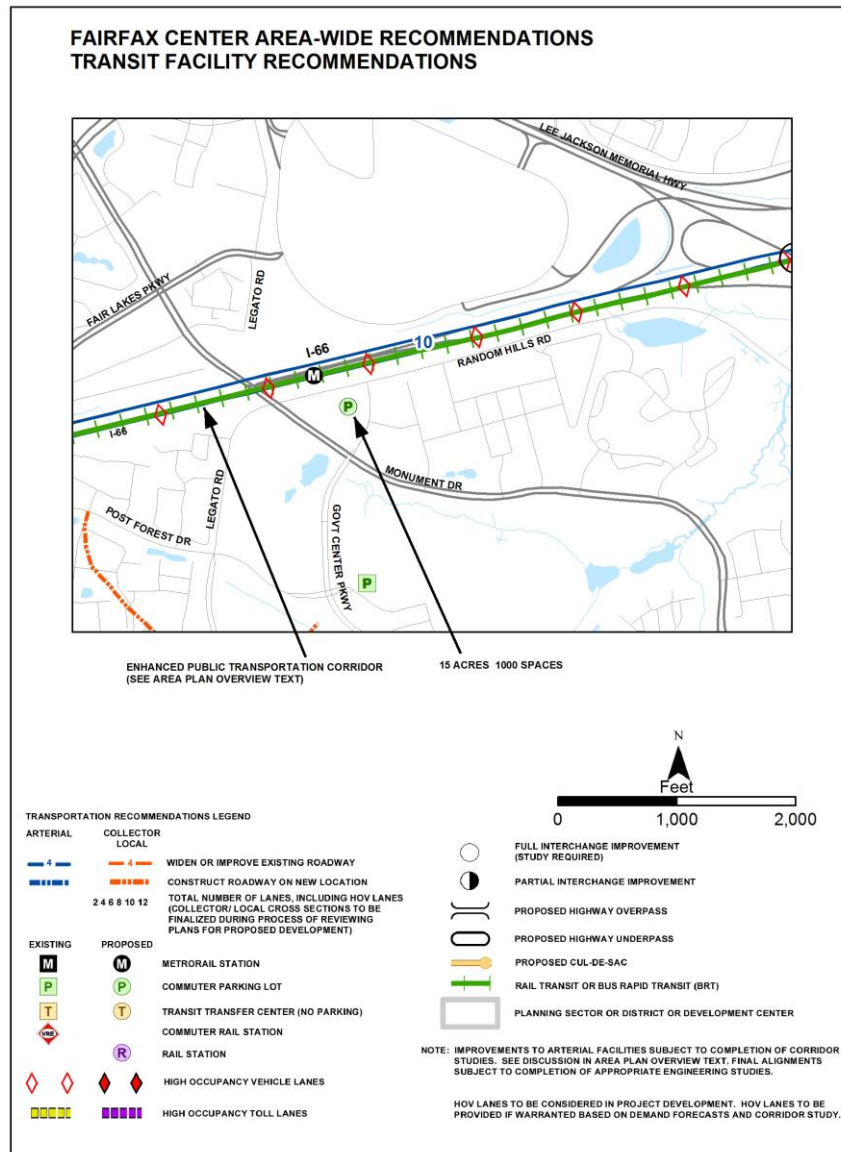 FAIRFAX CENTER AREA-WIDE RECOMMENDATIONS
TRANSIT FACILITY RECOMMENDATIONS
LEE JACKSON MEMORIAL HWY
FAIR LAKES PKWY
LEGATO RD
I-66
10
RANDOM HILLS RD
M
P
I-66
LEGATO RD
MONUMENT DR
POST FOREST DR
GOVT CENTER PKWY
P
ENHANCED PUBLIC TRANSPORTATION CORRIDOR
(SEE AREA PLAN OVERVIEW TEXT)
15 ACRES 1000 SPACES
N
Feet
0 1,000 2,000
TRANSPORTATION RECOMMENDATIONS LEGEND
ARTERIAL COLLECTOR
LOCAL
4 4 WIDEN OR IMPROVE EXISTING ROADWAY
CONSTRUCT ROADWAY ON NEW LOCATION
2 4 6 8 10 12 TOTAL NUMBER OF LANES, INCLUDING HOV LANES
(COLLECTOR/ LOCAL CROSS SECTIONS TO BE
FINALIZED DURING PROCESS OF REVIEWING
PLANS FOR PROPOSED DEVELOPMENT)
EXISTING PROPOSED
M M METRORAIL STATION
P P COMMUTER PARKING LOT
T T TRANSIT TRANSFER CENTER (NO PARKING)
VRE COMMUTER RAIL STATION
R RAIL STATION
HIGH OCCUPANCY VEHICLE LANES
HIGH OCCUPANCY TOLL LANES
FULL INTERCHANGE IMPROVEMENT
(STUDY REQUIRED)
PARTIAL INTERCHANGE IMPROVEMENT
PROPOSED HIGHWAY OVERPASS
PROPOSED HIGHWAY UNDERPASS
PROPOSED CUL-DE-SAC
RAIL TRANSIT OR BUS RAPID TRANSIT (BRT)
PLANNING SECTOR OR DISTRICT OR DEVELOPMENT CENTER
NOTE: IMPROVEMENTS TO ARTERIAL FACILITIES SUBJECT TO COMPLETION OF CORRIDOR
STUDIES. SEE DISCUSSION IN AREA PLAN OVERVIEW TEXT. FINAL ALIGNMENTS
SUBJECT TO COMPLETION OF APPROPRIATE ENGINEERING STUDIES.
HOV LANES TO BE CONSIDERED IN PROJECT DEVELOPMENT. HOV LANES TO BE
PROVIDED IF WARRANTED BASED ON DEMAND FORECASTS AND CORRIDOR STUDY.